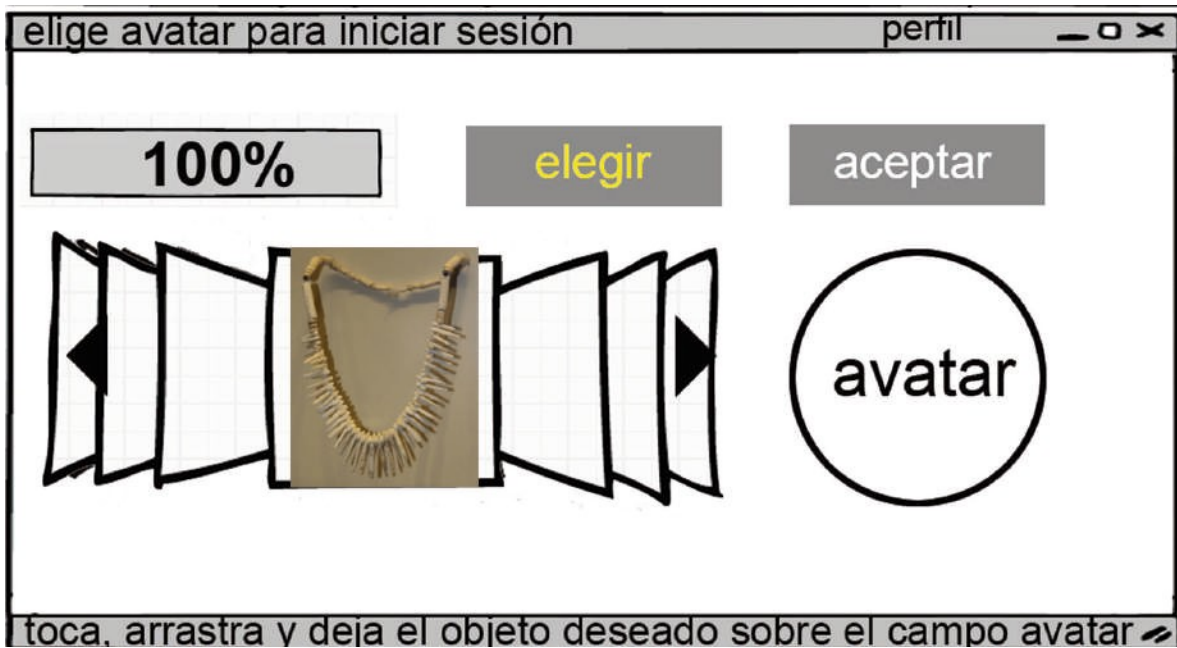 elige avatar para iniciar sesión perfil
100% elegir aceptar
avatar
toca, arrastra y deja el objeto deseado sobre el campo avatar